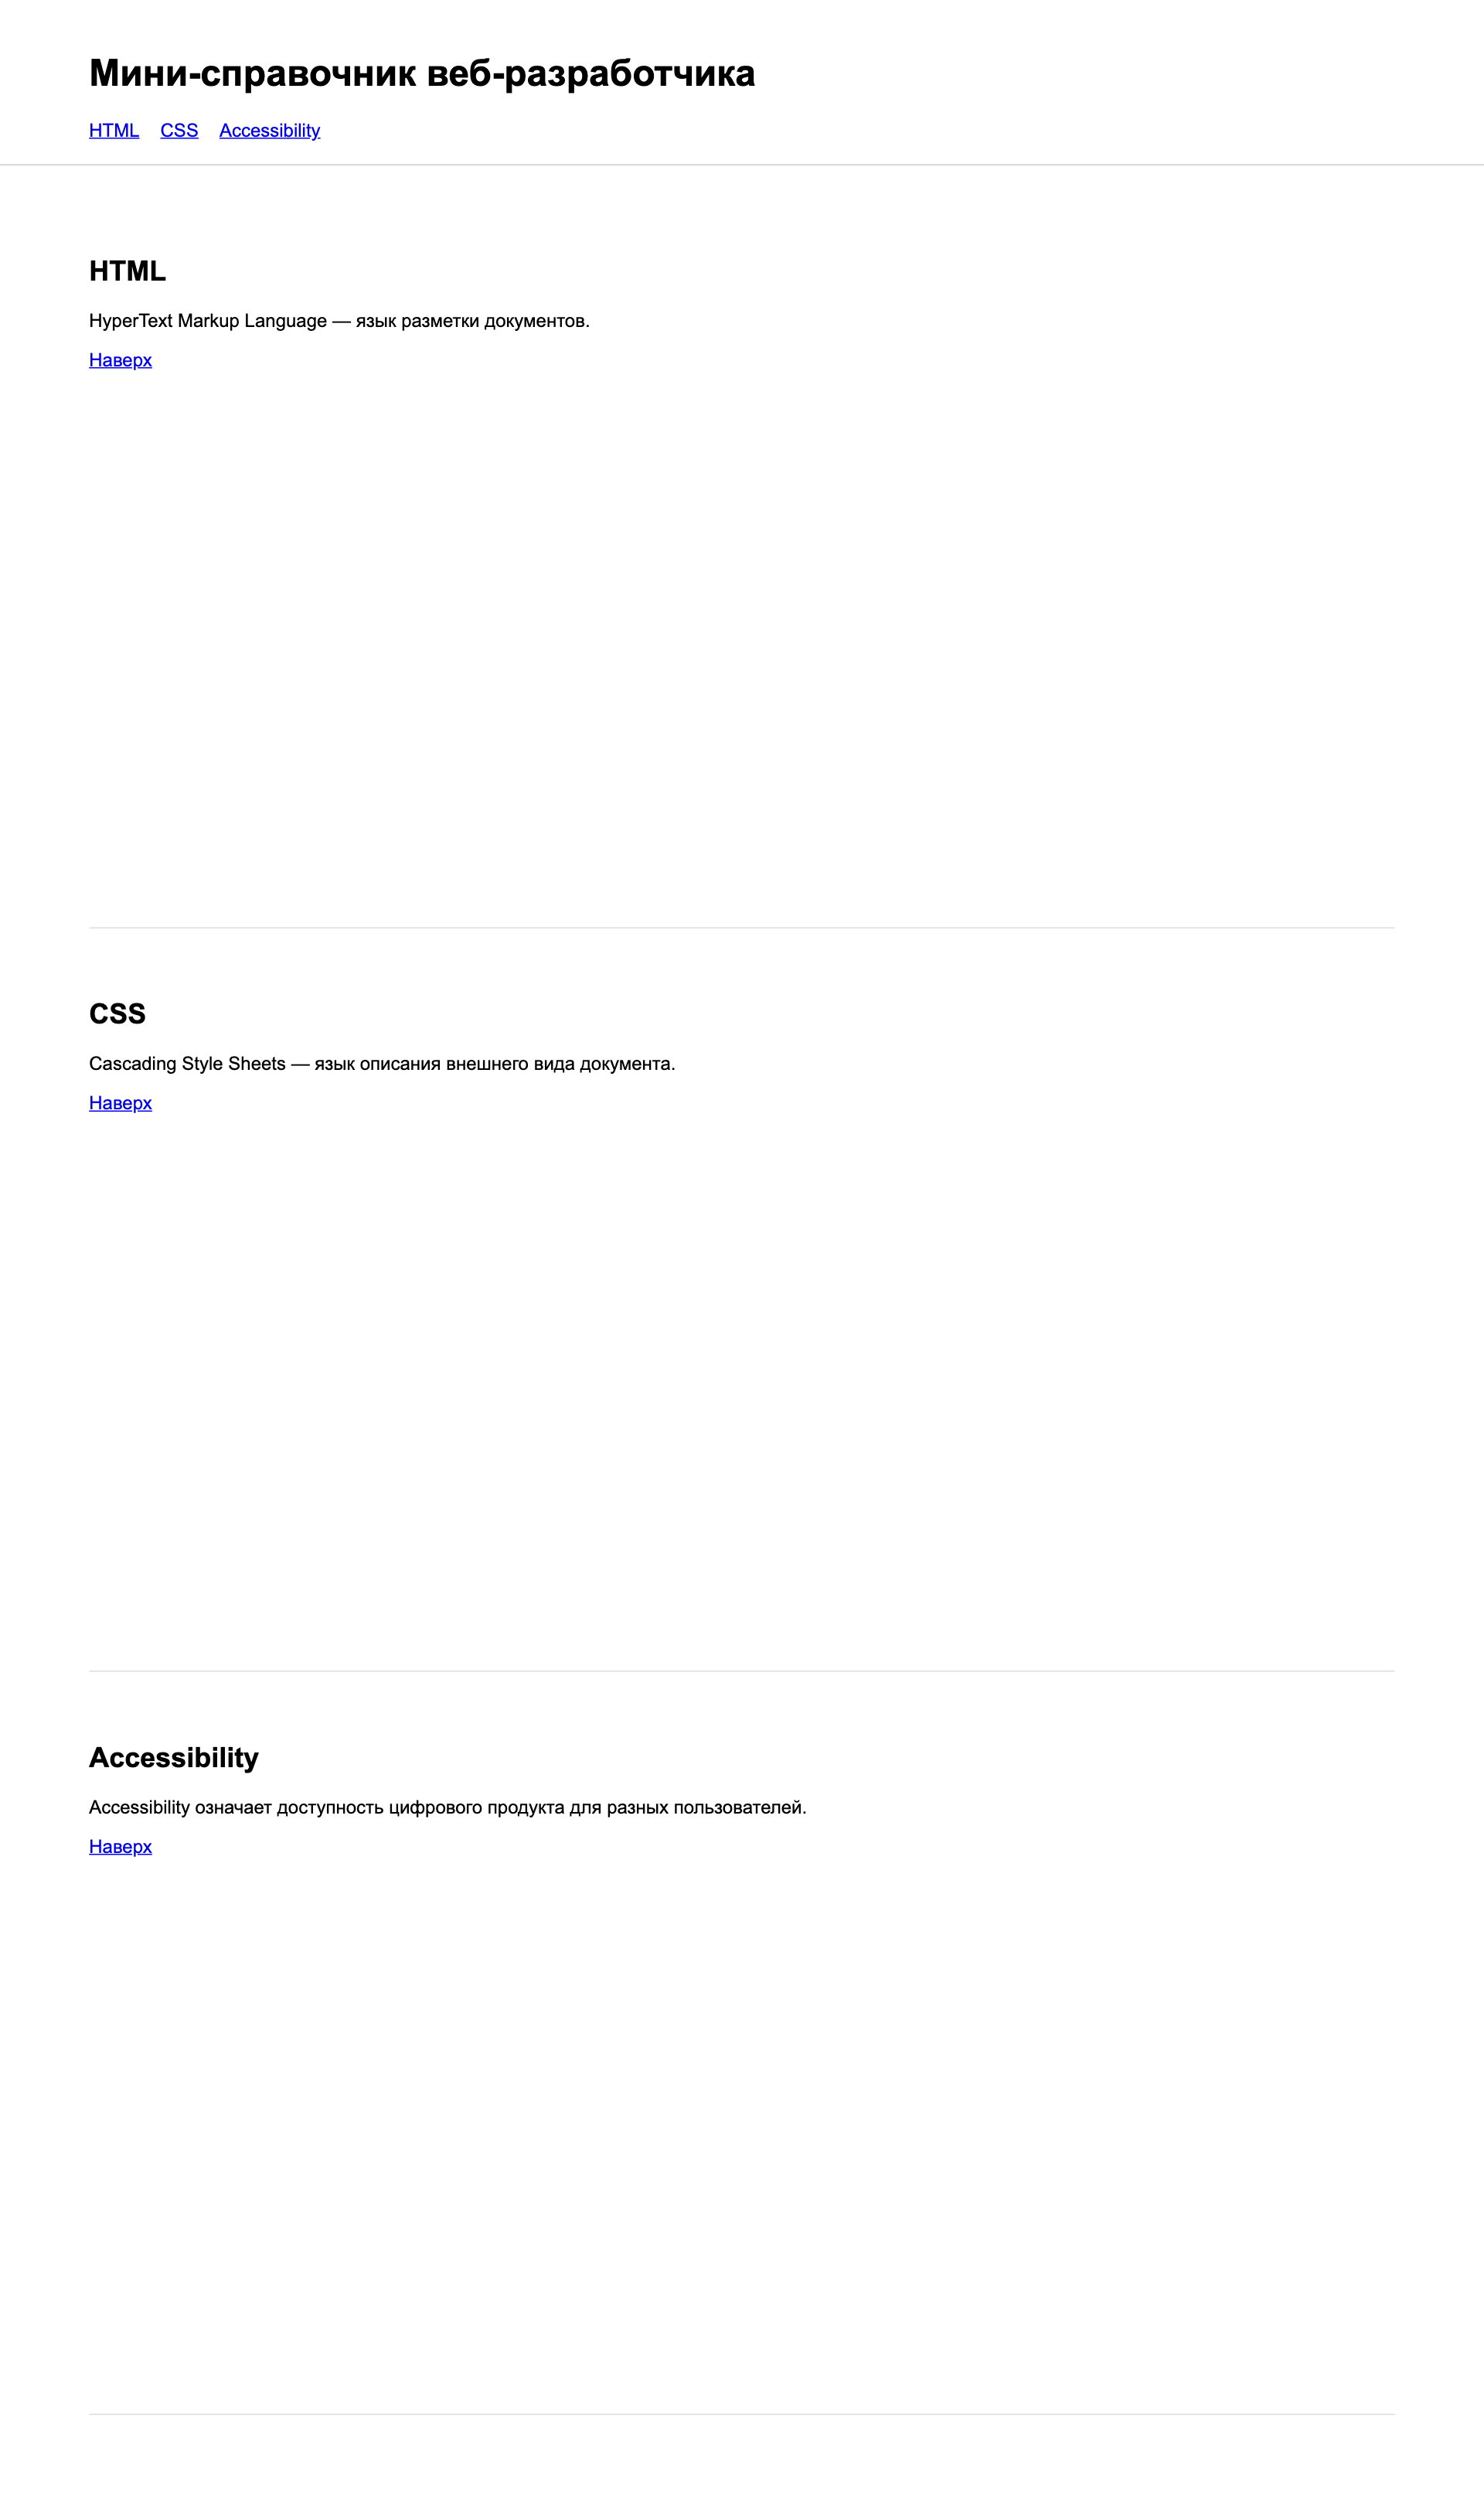 Мини-справочник веб-разработчика
HTML CSS Accessibility
HTML
HyperText Markup Language — язык разметки документов.
Наверх
CSS
Cascading Style Sheets — язык описания внешнего вида документа.
Наверх
Accessibility
Accessibility означает доступность цифрового продукта для разных пользователей.
Наверх